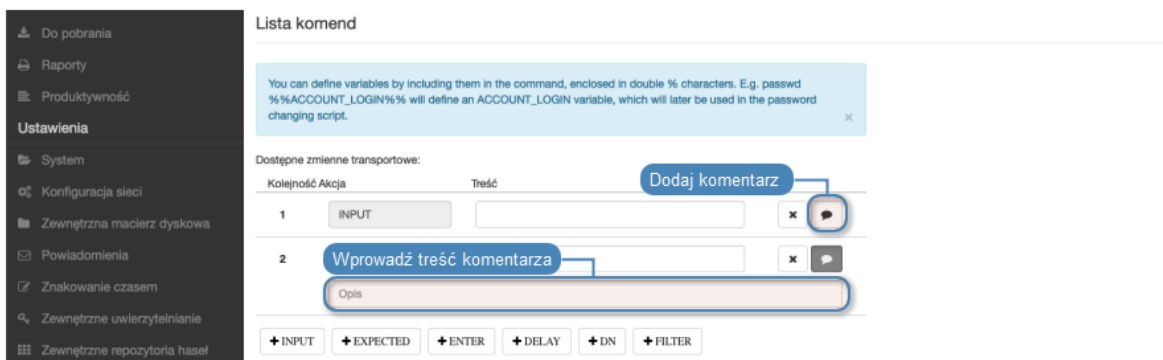 Lista komend
Do pobrania
Raporty
Produktywność
Ustawienia
System
Konfiguracja sieci
Zewnętrzna macierz dyskowa
Powiadomienia
Znakowanie czasem
Zewnętrzne uwierzytelnianie
Zewnętrzne repozytoria haseł
You can define variables by including them in the command, enclosed in double % characters. E.g. passwd
%%ACCOUNT_LOGIN%% will define an ACCOUNT_LOGIN variable, which will later be used in the password
changing script.
Dostępne zmienne transportowe:
Dodaj komentarz
Kolejność Akcja Treść
1 INPUT
2 Wprowadź treść komentarza
Opis
+INPUT +EXPECTED +ENTER +DELAY +DN +FILTER